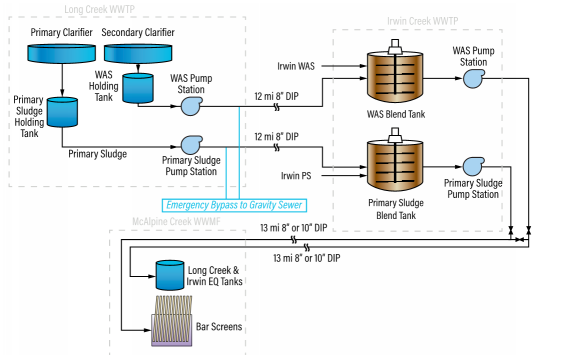 Long Creek WWTP
Irwin Creek WWTP
Primary Clarifier
Secondary Clarifier
WAS
Holding
Tank
WAS Pump
Station
Primary
Sludge
Holding
Tank
12 mi 8" DIP
Irwin WAS
WAS Pump
Station
WAS Blend Tank
Primary Sludge
Primary Sludge
Pump Station
12 mi 8" DIP
Irwin PS
Primary Sludge
Blend Tank
Primary Sludge
Pump Station
Emergency Bypass to Gravity Sewer
McAlpine Creek WWMF
13 mi 8" or 10" DIP
13 mi 8" or 10" DIP
Long Creek &
Irwin EQ Tanks
Bar Screens